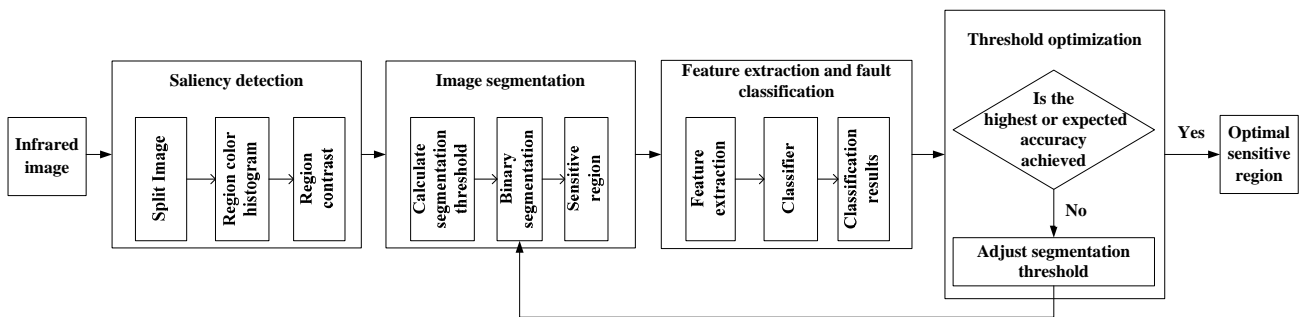 Infrared
image
Saliency detection
Split Image
Region color
histogram
Region
contrast
Image segmentation
Calculate
segmentation
threshold
Binary
segmentation
Sensitive
region
Feature extraction and fault
classification
Feature
extraction
Classifier
Classification
results
Threshold optimization
Is the
highest or expected
accuracy
achieved
No
Adjust segmentation
threshold
Yes
Optimal
sensitive
region